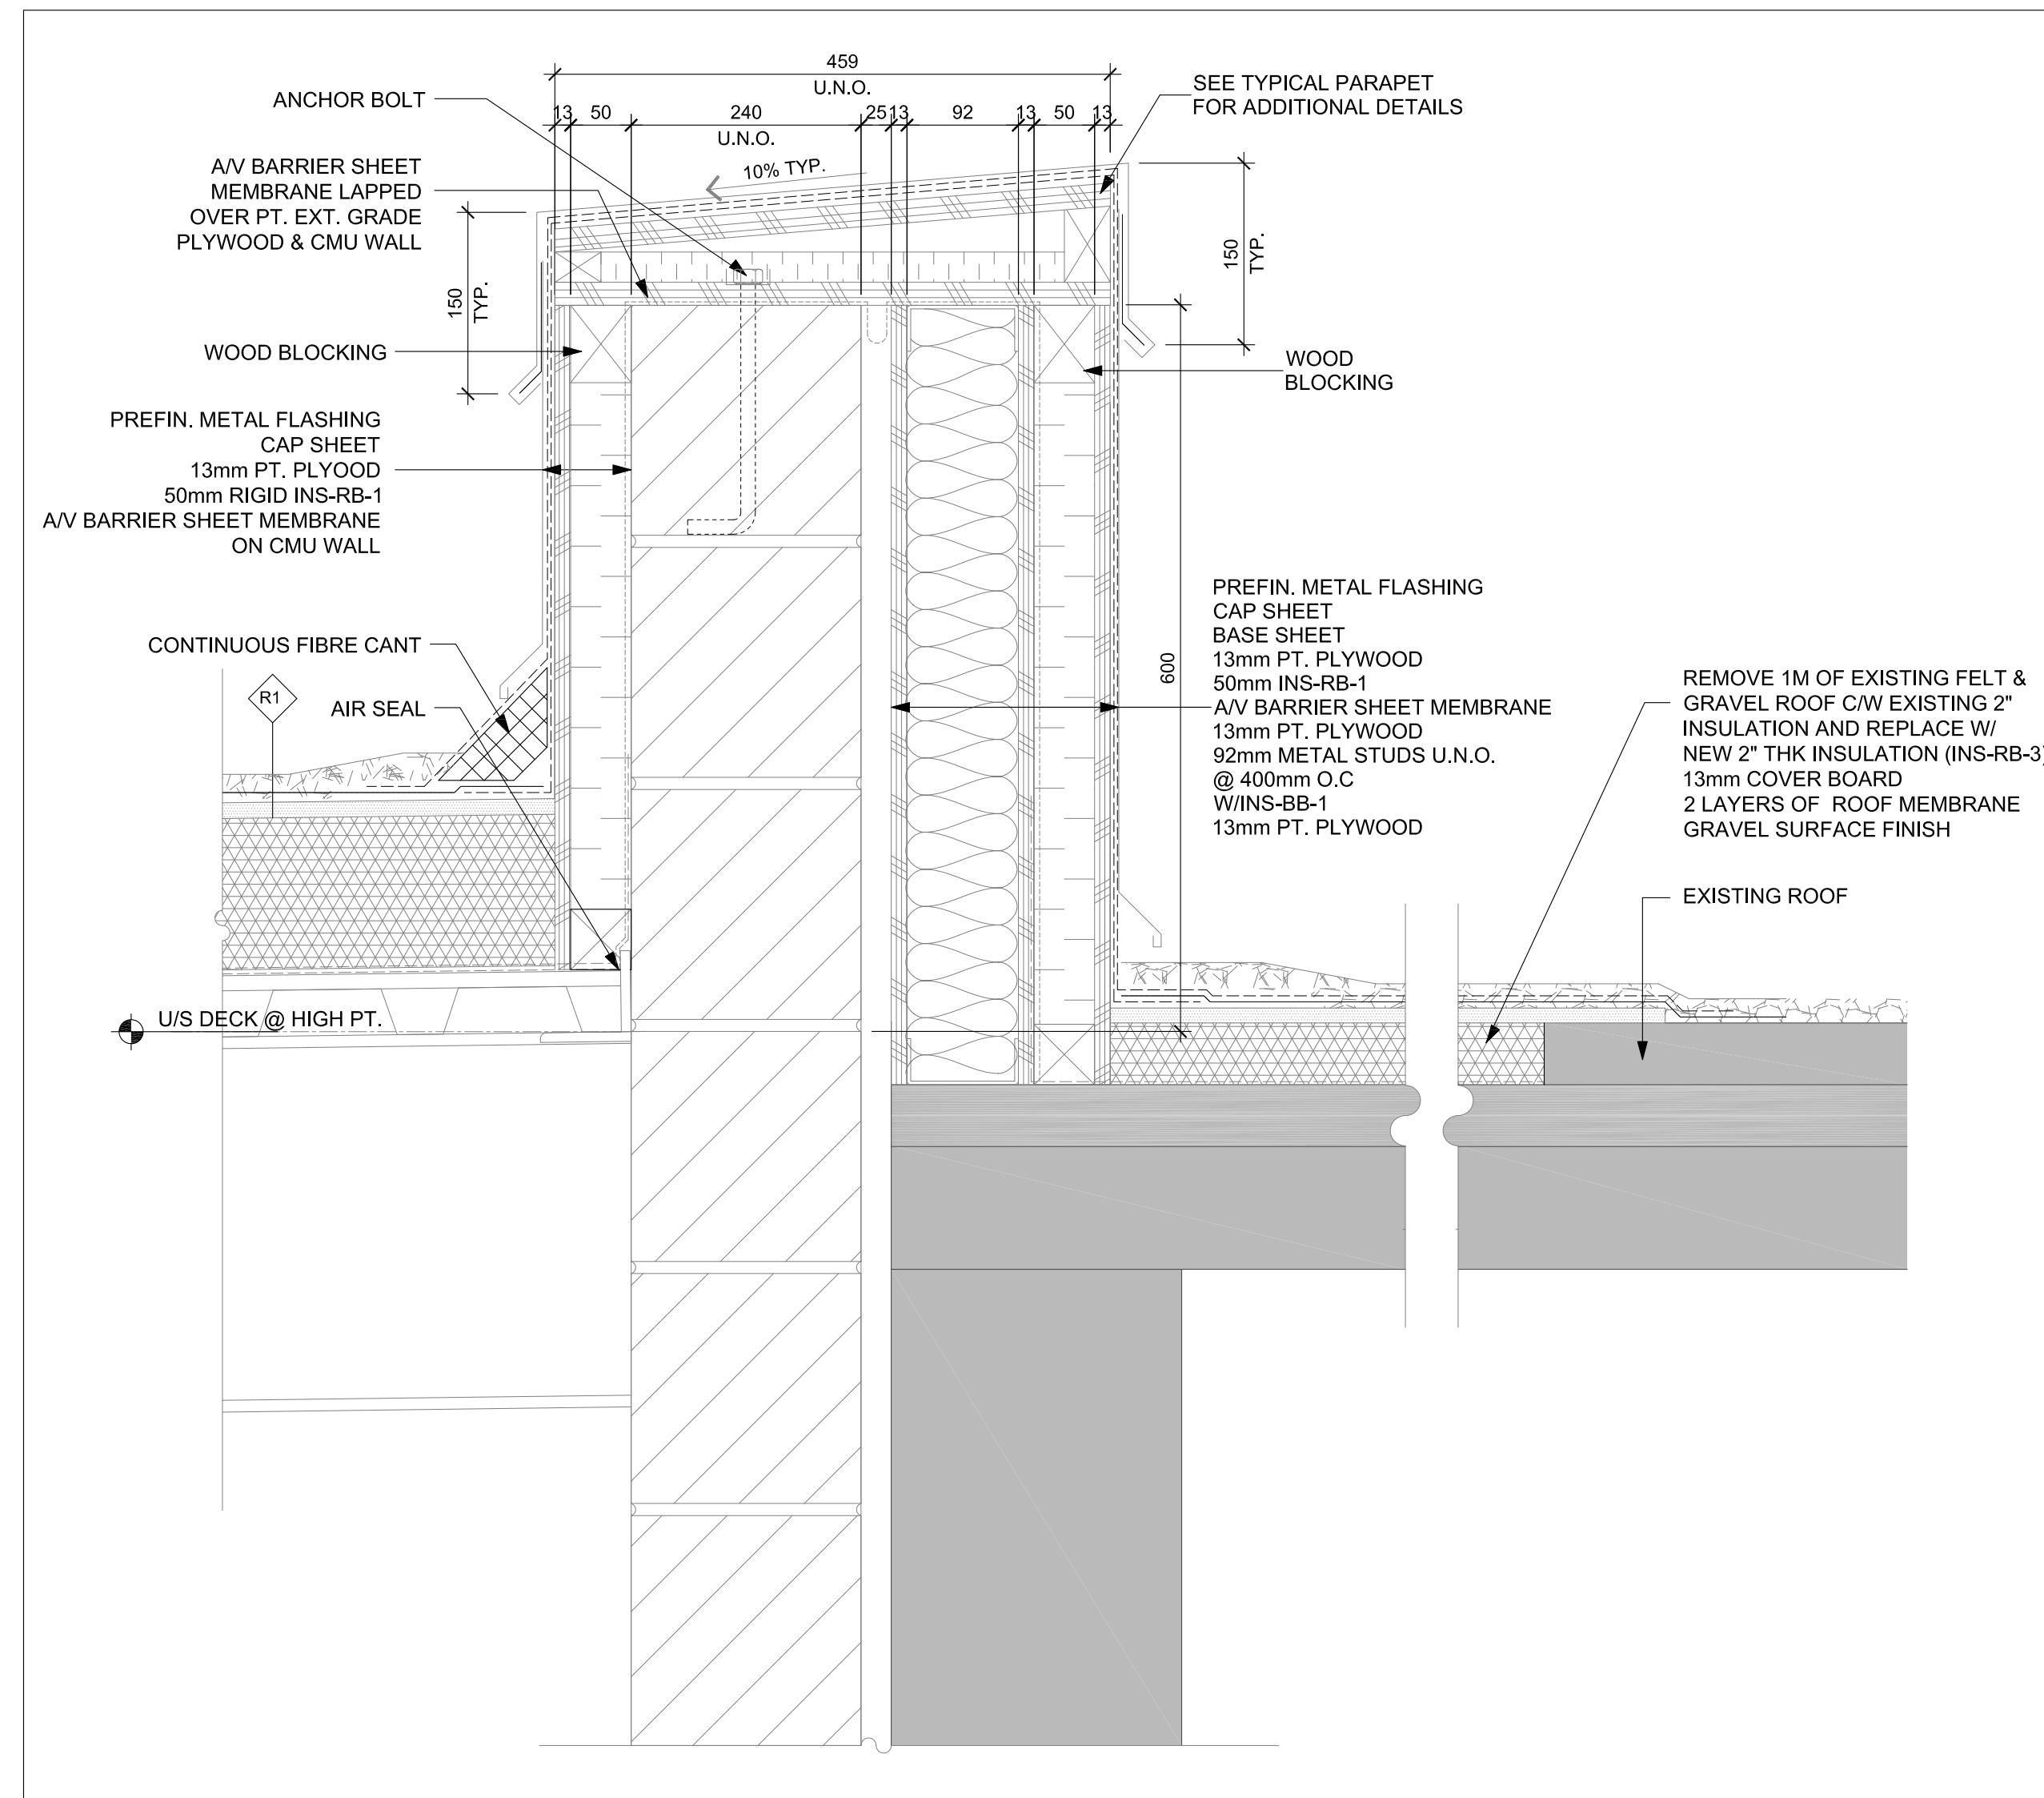 459
U.N.O.
13 50 240 25 13 92 13 50 13
U.N.O.
10% TYP.
ANCHOR BOLT
SEE TYPICAL PARAPET
FOR ADDITIONAL DETAILS
A/V BARRIER SHEET
MEMBRANE LAPPED
OVER PT. EXT. GRADE
PLYWOOD & CMU WALL
150
TYP.
150
TYP.
WOOD BLOCKING
WOOD
BLOCKING
PREFIN. METAL FLASHING
CAP SHEET
13mm PT. PLYOOD
50mm RIGID INS-RB-1
A/V BARRIER SHEET MEMBRANE
ON CMU WALL
CONTINUOUS FIBRE CANT
R1
AIR SEAL
600
PREFIN. METAL FLASHING
CAP SHEET
BASE SHEET
13mm PT. PLYWOOD
50mm INS-RB-1
A/V BARRIER SHEET MEMBRANE
13mm PT. PLYWOOD
92mm METAL STUDS U.N.O.
@ 400mm O.C
W/INS-BB-1
13mm PT. PLYWOOD
REMOVE 1M OF EXISTING FELT &
GRAVEL ROOF C/W EXISTING 2"
INSULATION AND REPLACE W/
NEW 2" THK INSULATION (INS-RB-3)
13mm COVER BOARD
2 LAYERS OF ROOF MEMBRANE
GRAVEL SURFACE FINISH
EXISTING ROOF
U/S DECK @ HIGH PT.